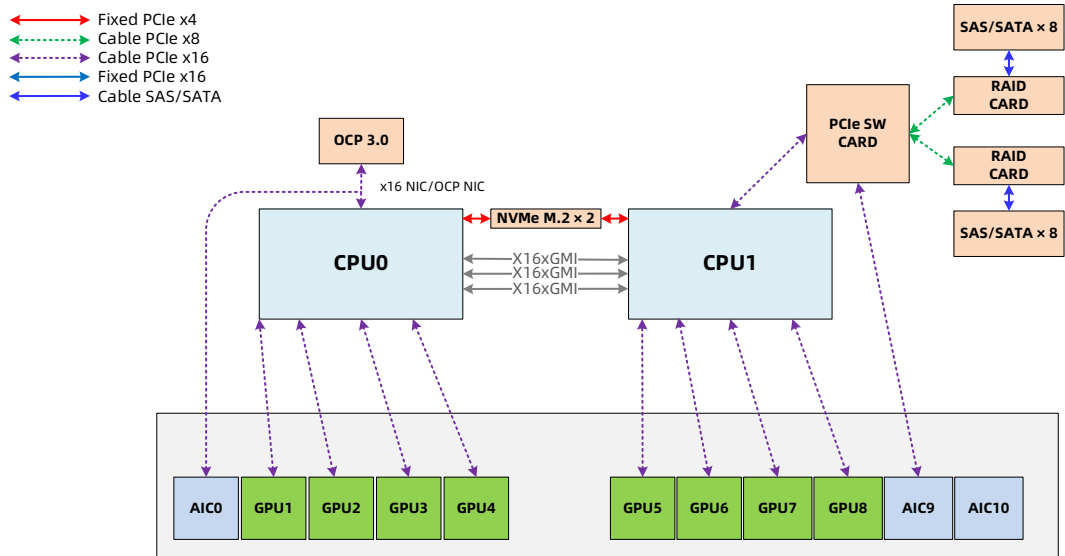 Fixed PCIe x4
Cable PCIe x8
Cable PCIe x16
Fixed PCIe x16
Cable SAS/SATA
SAS/SATA × 8
RAID
CARD
PCIe SW
CARD
RAID
CARD
SAS/SATA × 8
OCP 3.0
x16 NIC/OCP NIC
NVMe M.2 × 2
CPU0
X16xGMI
X16xGMI
X16xGMI
CPU1
AIC0
GPU1
GPU2
GPU3
GPU4
GPU5
GPU6
GPU7
GPU8
AIC9
AIC10